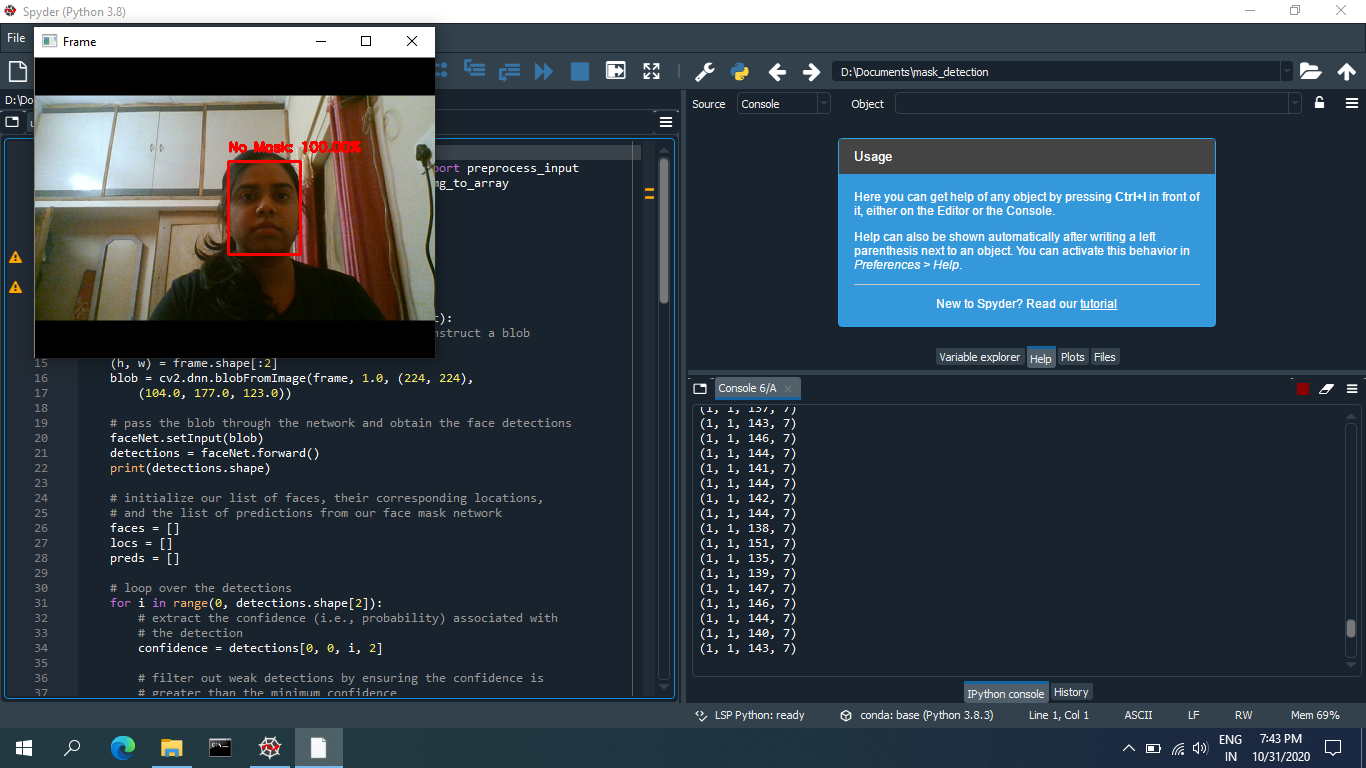 Spyder (Python 3.8)
File
Frame
No Mask: 100.00%
D:\Documents\mask_detection
D:\Do
Source
Console
Object
Usage
Here you can get help of any object by pressing Ctrl+I in front of
it, either on the Editor or the Console.
Help can also be shown automatically after writing a left
parenthesis next to an object. You can activate this behavior in
Preferences > Help.
New to Spyder? Read our tutorial
Variable explorer
Help
Plots
Files
ort preprocess_input
mg_to_array
t):
nstruct a blob
15 (h, w) = frame.shape[:2]
16 blob = cv2.dnn.blobFromImage(frame, 1.0, (224, 224),
17 (104.0, 177.0, 123.0))
18
19 # pass the blob through the network and obtain the face detections
20 faceNet.setInput(blob)
21 detections = faceNet.forward()
22 print(detections.shape)
23
24 # initialize our list of faces, their corresponding locations,
25 # and the list of predictions from our face mask network
26 faces = []
27 locs = []
28 preds = []
29
30 # loop over the detections
31 for i in range(0, detections.shape[2]):
32 # extract the confidence (i.e., probability) associated with
33 # the detection
34 confidence = detections[0, 0, i, 2]
35
36 # filter out weak detections by ensuring the confidence is
37 # greater than the minimum confidence
Console 6/A
(1, 1, 137, 7)
(1, 1, 143, 7)
(1, 1, 146, 7)
(1, 1, 144, 7)
(1, 1, 141, 7)
(1, 1, 144, 7)
(1, 1, 142, 7)
(1, 1, 144, 7)
(1, 1, 138, 7)
(1, 1, 151, 7)
(1, 1, 135, 7)
(1, 1, 139, 7)
(1, 1, 147, 7)
(1, 1, 146, 7)
(1, 1, 144, 7)
(1, 1, 140, 7)
(1, 1, 143, 7)
IPython console
History
LSP Python: ready
conda: base (Python 3.8.3)
Line 1, Col 1
ASCII
LF
RW
Mem 69%
ENG
IN
7:43 PM
10/31/2020